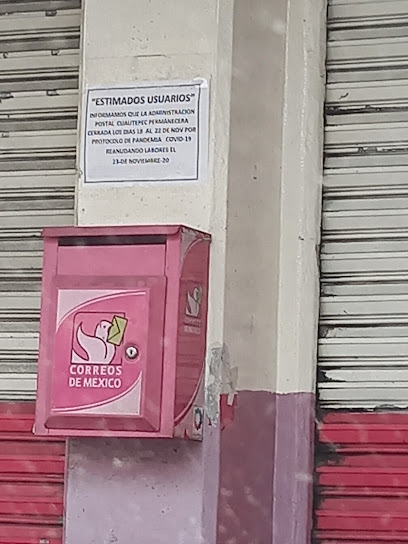 "ESTIMADOS USUARIOS"
INFORMAMOS QUE LA ADMINISTRACION
POSTAL CUAUTEPEC PERMANECERA
CERRADA LOS DIAS 18 AL 22 DE NOV POR
PROTOCOLO DE PANDEMIA COVID-19
REANUDANDO LABORES EL
23-DE NOVIEMBRE-20
CORREOS
DE MEXICO